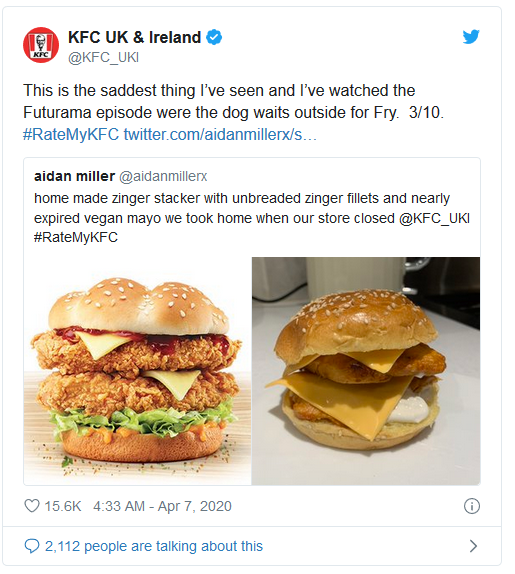 KFC UK & Ireland
@KFC_UKI
KFC
This is the saddest thing I've seen and I've watched the
Futurama episode were the dog waits outside for Fry.  3/10.
#RateMyKFC twitter.com/aidanmillerx/s…
aidan miller @aidanmillerx
home made zinger stacker with unbreaded zinger fillets and nearly
expired vegan mayo we took home when our store closed @KFC_UKI
#RateMyKFC
15.6K   4:33 AM - Apr 7, 2020
2,112 people are talking about this